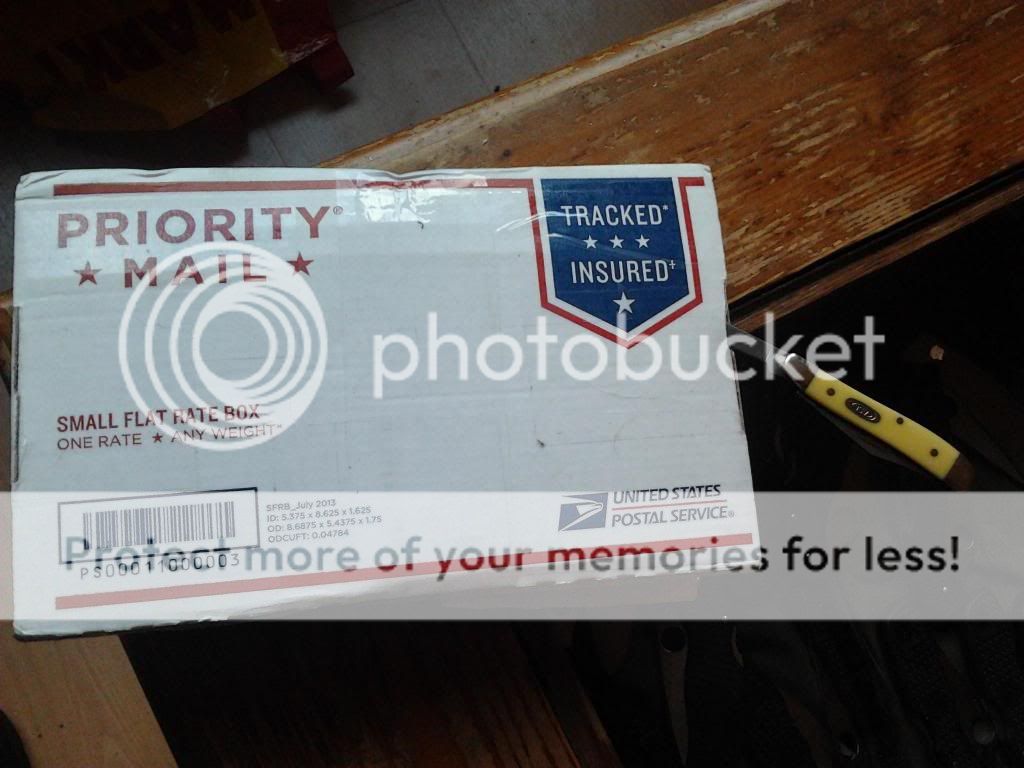 MARKT
PRIORITY®
★ MAIL ★
TRACKED*
★ ★ ★
INSURED+
★
photobucket
SMALL FLAT RATE BOX
ONE RATE ★ ANY WEIGHT*
SFRB_July 2013
ID: 5.375 x 8.625 x 1.625
OD: 8.6875 x 5.4375 x 1.75
ODCUFT: 0.04784
PS00011000003
UNITED STATES
POSTAL SERVICE®
Protect more of your memories for less!